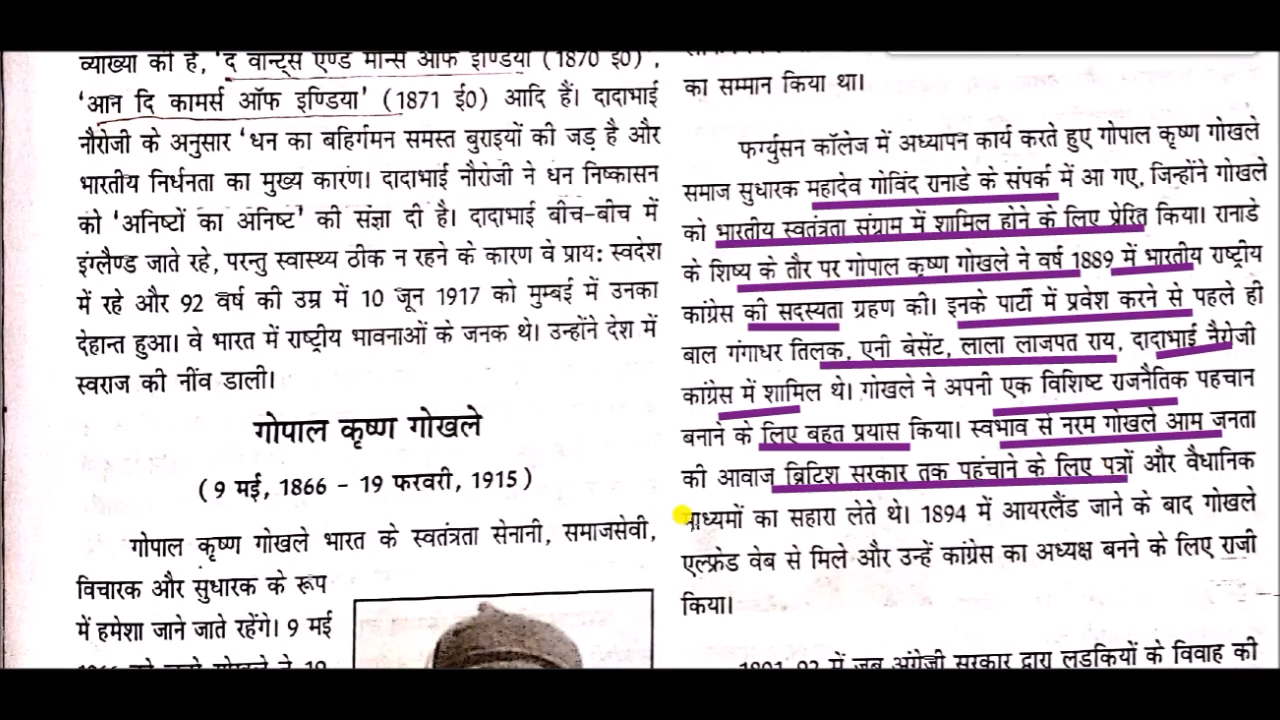 व्याख्या की है, 'द वान्ट्स एण्ड मीन्स ऑफ इण्डिया (1870 ई0)',
'आन दि कामर्स ऑफ इण्डिया' (1871 ई0) आदि हैं। दादाभाई
नौरोजी के अनुसार 'धन का बहिर्गमन समस्त बुराइयों की जड़ है और
भारतीय निर्धनता का मुख्य कारण। दादाभाई नौरोजी ने धन निष्कासन
को 'अनिष्टों का अनिष्ट' की संज्ञा दी है। दादाभाई बीच-बीच में
इंग्लैण्ड जाते रहे, परन्तु स्वास्थ्य ठीक न रहने के कारण वे प्राय: स्वदेश
में रहे और 92 वर्ष की उम्र में 10 जून 1917 को मुम्बई में उनका
देहान्त हुआ। वे भारत में राष्ट्रीय भावनाओं के जनक थे। उन्होंने देश में
स्वराज की नींव डाली।
गोपाल कृष्ण गोखले
(9 मई, 1866 - 19 फरवरी, 1915)
गोपाल कृष्ण गोखले भारत के स्वतंत्रता सेनानी, समाजसेवी,
विचारक और सुधारक के रूप
में हमेशा जाने जाते रहेंगे। 9 मई
का सम्मान किया था।
फर्ग्युसन कॉलेज में अध्यापन कार्य करते हुए गोपाल कृष्ण गोखले
समाज सुधारक महादेव गोविंद रानाडे के संपर्क में आ गए, जिन्होंने गोखले
को भारतीय स्वतंत्रता संग्राम में शामिल होने के लिए प्रेरित किया। रानाडे
के शिष्य के तौर पर गोपाल कृष्ण गोखले ने वर्ष 1889 में भारतीय राष्ट्रीय
कांग्रेस की सदस्यता ग्रहण की। इनके पार्टी में प्रवेश करने से पहले ही
बाल गंगाधर तिलक, एनी बेसेंट, लाला लाजपत राय, दादाभाई नैरोजी
कांग्रेस में शामिल थे। गोखले ने अपनी एक विशिष्ट राजनैतिक पहचान
बनाने के लिए बहुत प्रयास किया। स्वभाव से नरम गोखले आम जनता
की आवाज ब्रिटिश सरकार तक पहंचाने के लिए पत्रों और वैधानिक
माध्यमों का सहारा लेते थे। 1894 में आयरलैंड जाने के बाद गोखले
एल्फ्रेड वेब से मिले और उन्हें कांग्रेस का अध्यक्ष बनने के लिए राजी
किया।
में जब अंग्रेजी सरकार द्वारा लड़कियों के विवाह की